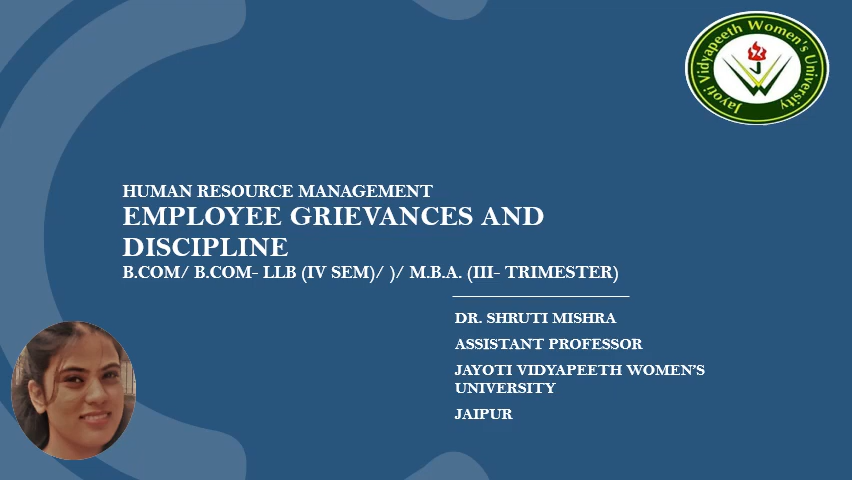 Jayoti Vidyapeeth Women's University
HUMAN RESOURCE MANAGEMENT
EMPLOYEE GRIEVANCES AND
DISCIPLINE
B.COM/ B.COM- LLB (IV SEM)/ )/ M.B.A. (III- TRIMESTER)
DR. SHRUTI MISHRA
ASSISTANT PROFESSOR
JAYOTI VIDYAPEETH WOMEN'S
UNIVERSITY
JAIPUR